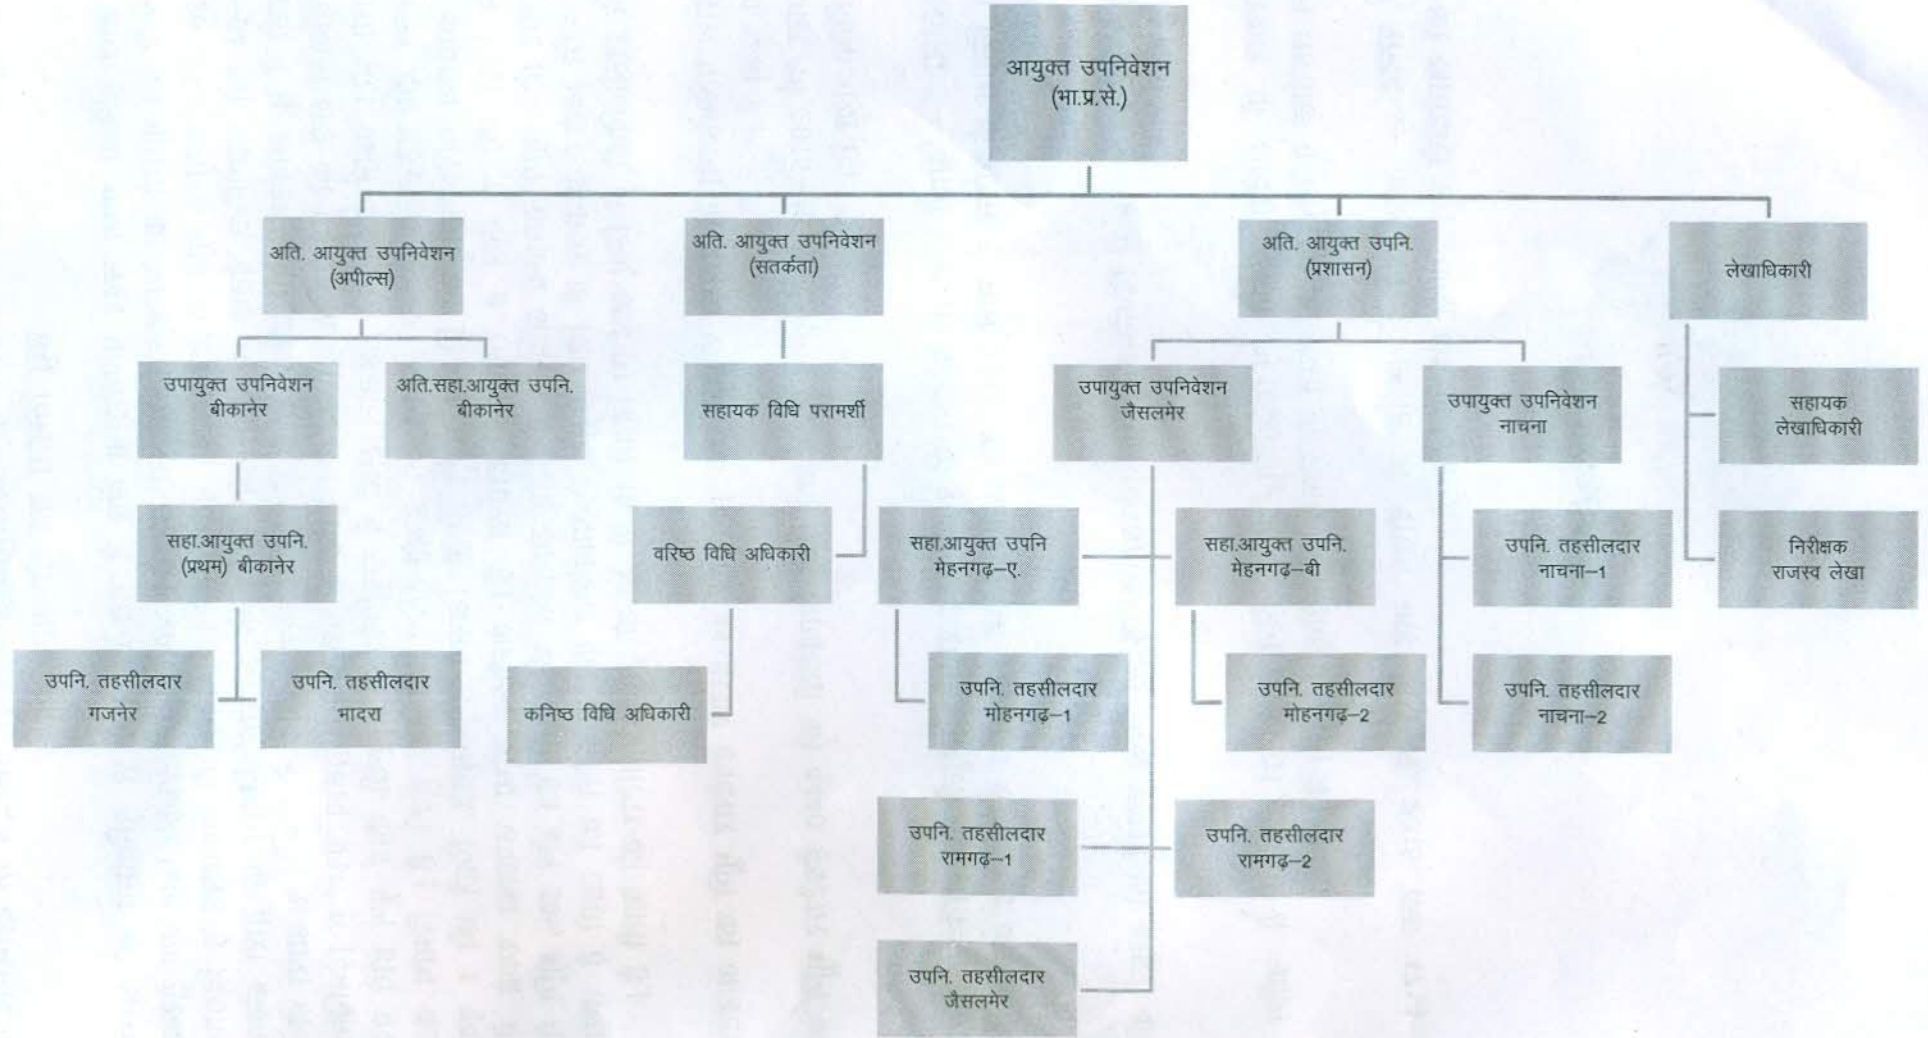 आयुक्त उपनिवेशन
(भा.प्र.से.)
अति. आयुक्त उपनिवेशन
(अपील्स)
अति. आयुक्त उपनिवेशन
(सतर्कता)
अति. आयुक्त उपनि.
(प्रशासन)
लेखाधिकारी
उपायुक्त उपनिवेशन
बीकानेर
अति.सहा.आयुक्त उपनि.
बीकानेर
सहायक विधि परामर्शी
उपायुक्त उपनिवेशन
जैसलमेर
उपायुक्त उपनिवेशन
नाचना
सहायक
लेखाधिकारी
सहा.आयुक्त उपनि.
(प्रथम) बीकानेर
वरिष्ठ विधि अधिकारी
सहा.आयुक्त उपनि
मेहनगढ़–ए.
सहा.आयुक्त उपनि.
मेहनगढ़–बी
उपनि. तहसीलदार
नाचना–1
निरीक्षक
राजस्व लेखा
उपनि. तहसीलदार
गजनेर
उपनि. तहसीलदार
भादरा
कनिष्ठ विधि अधिकारी
उपनि. तहसीलदार
मोहनगढ़–1
उपनि. तहसीलदार
मोहनगढ़–2
उपनि. तहसीलदार
नाचना–2
उपनि. तहसीलदार
रामगढ़–1
उपनि. तहसीलदार
रामगढ़–2
उपनि. तहसीलदार
जैसलमेर